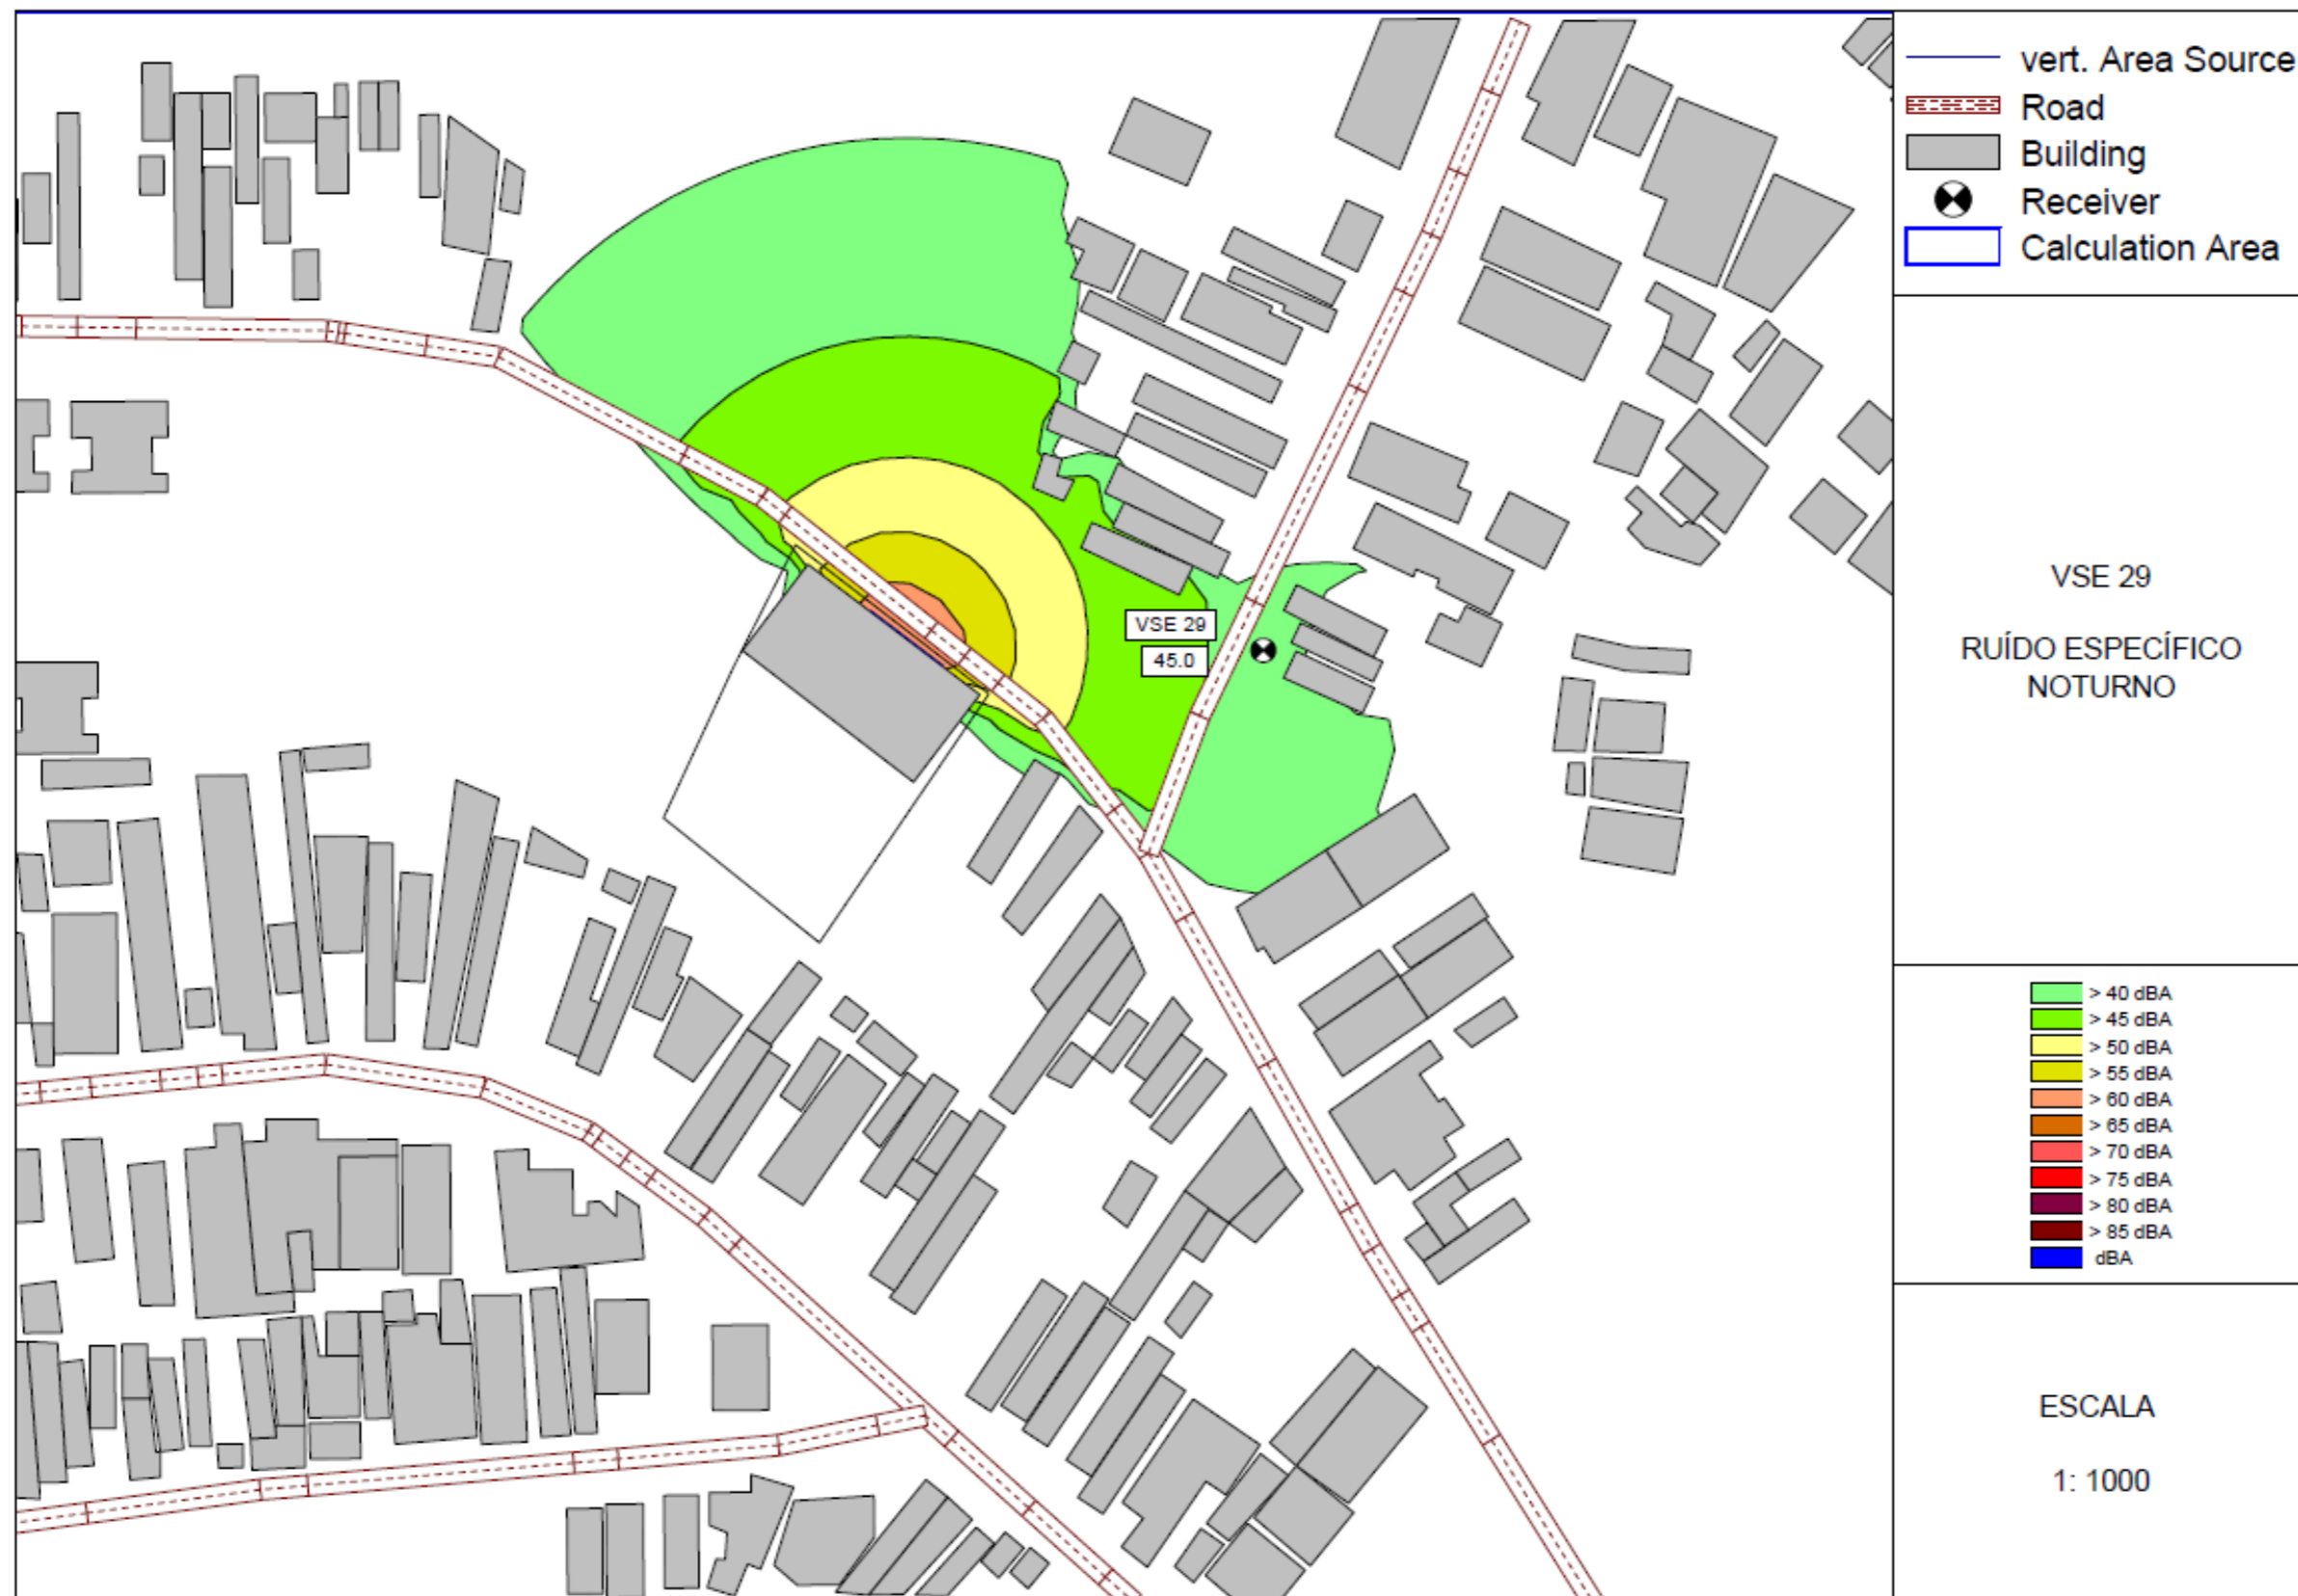 vert. Area Source
Road
Building
Receiver
Calculation Area
VSE 29
45.0
VSE 29
RUÍDO ESPECÍFICO
NOTURNO
> 40 dBA
> 45 dBA
> 50 dBA
> 55 dBA
> 60 dBA
> 65 dBA
> 70 dBA
> 75 dBA
> 80 dBA
> 85 dBA
dBA
ESCALA
1: 1000